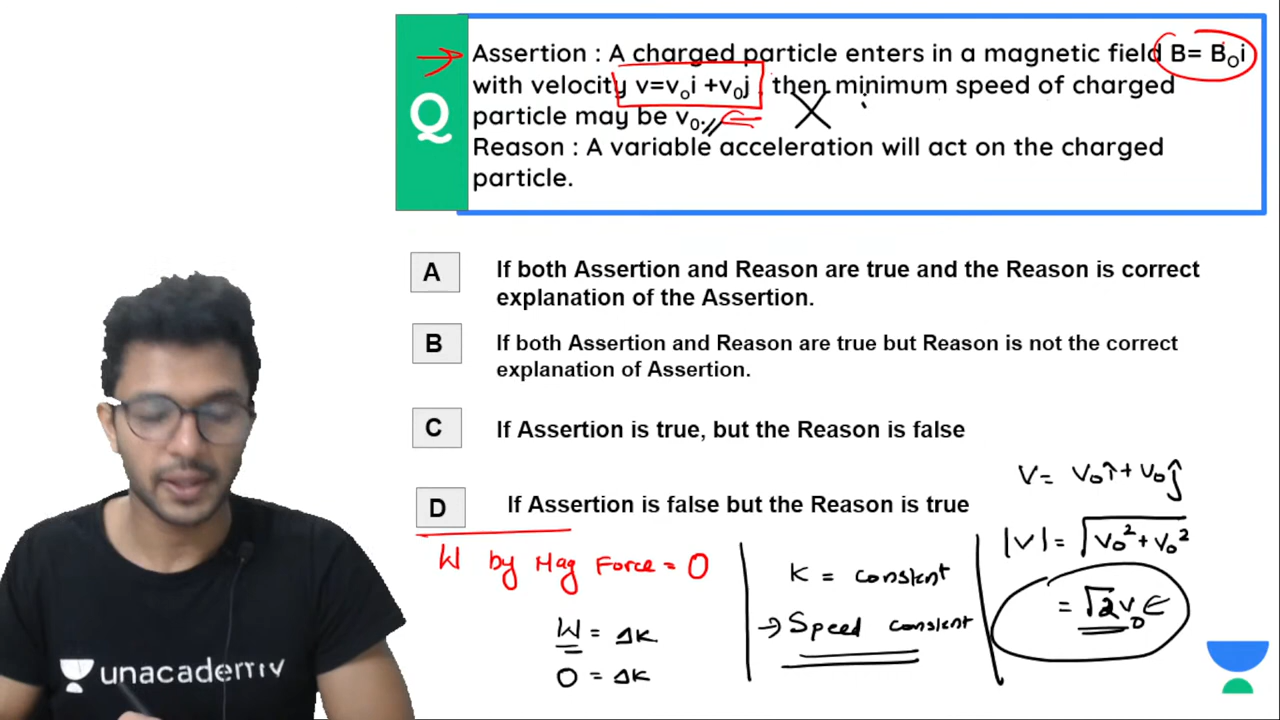 Q
→ Assertion : A charged particle enters in a magnetic field B= B₀i
with velocity v=v₀i +v₀j , then minimum speed of charged
particle may be v₀.
Reason : A variable acceleration will act on the charged
particle.
A If both Assertion and Reason are true and the Reason is correct
explanation of the Assertion.
B If both Assertion and Reason are true but Reason is not the correct
explanation of Assertion.
C If Assertion is true, but the Reason is false
D If Assertion is false but the Reason is true
W by Mag Force = 0
W = ΔK
0 = ΔK
K = constent
→ Speed constent
V = V₀î + V₀ĵ
|V| = √V₀² + V₀²
= √2 V₀
unacademy